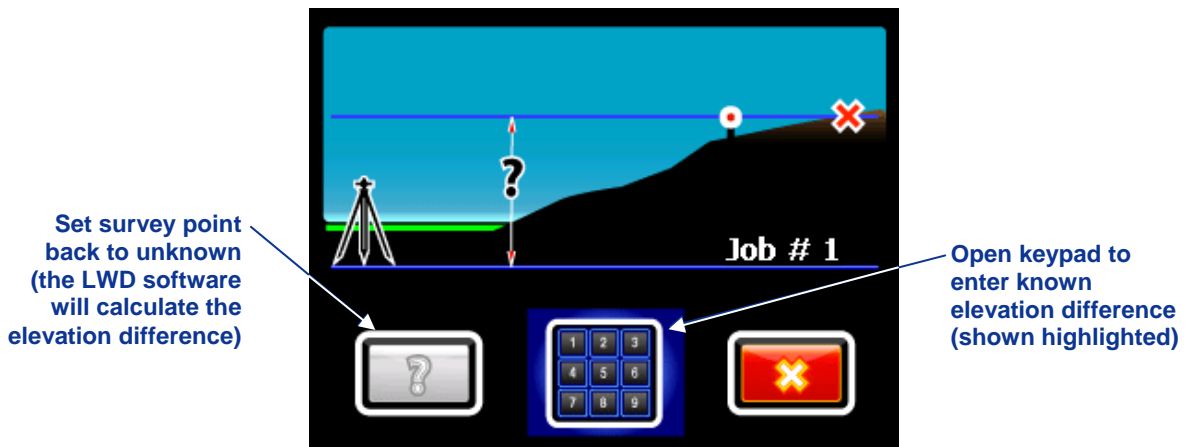 ?
Job # 1
Set survey point
back to unknown
(the LWD software
will calculate the
elevation difference)
Open keypad to
enter known
elevation difference
(shown highlighted)
?
1 2 3
4 5 6
7 8 9